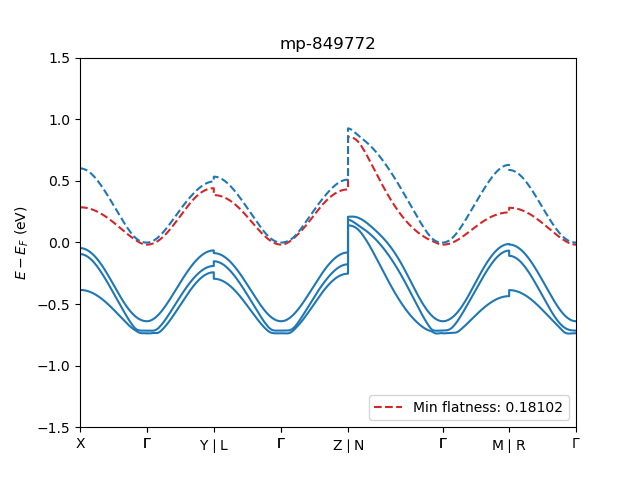 mp-849772
1.5
1.0
0.5
0.0
−0.5
−1.0
−1.5
E − E_F (eV)
Min flatness: 0.18102
X Γ Y | L Γ Z | N Γ M | R Γ